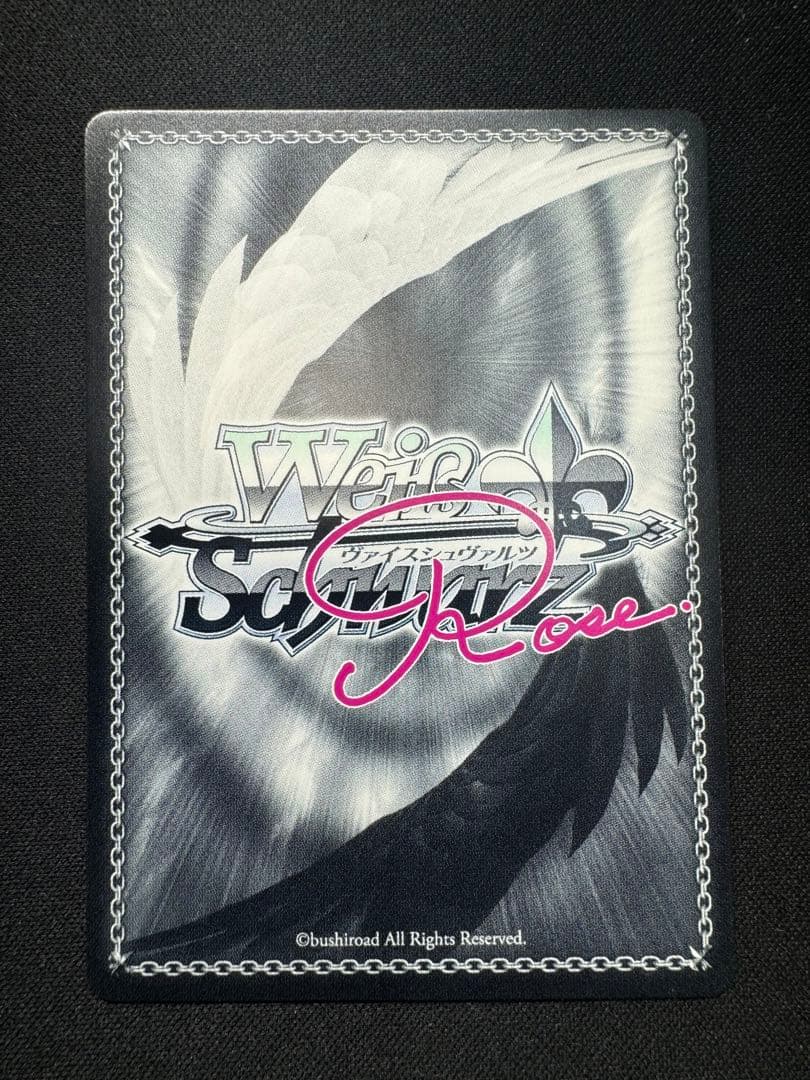 Weiß
ヴァイスシュヴァルツ
Schwarz
Rose.
©bushiroad All Rights Reserved.